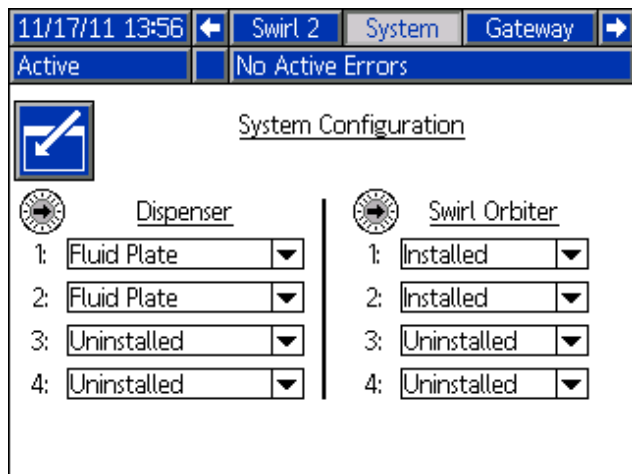 11/17/11 13:56 Swirl 2 System Gateway
Active No Active Errors
System Configuration
Dispenser Swirl Orbiter
1: Fluid Plate 1: Installed
2: Fluid Plate 2: Installed
3: Uninstalled 3: Uninstalled
4: Uninstalled 4: Uninstalled